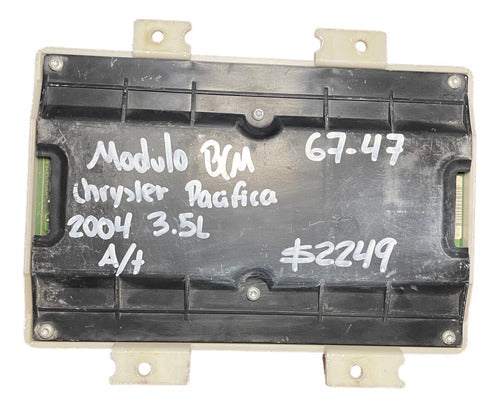 Modulo BCM 67-47
Chrysler Pacifica
2004 3.5L
A/t $2249